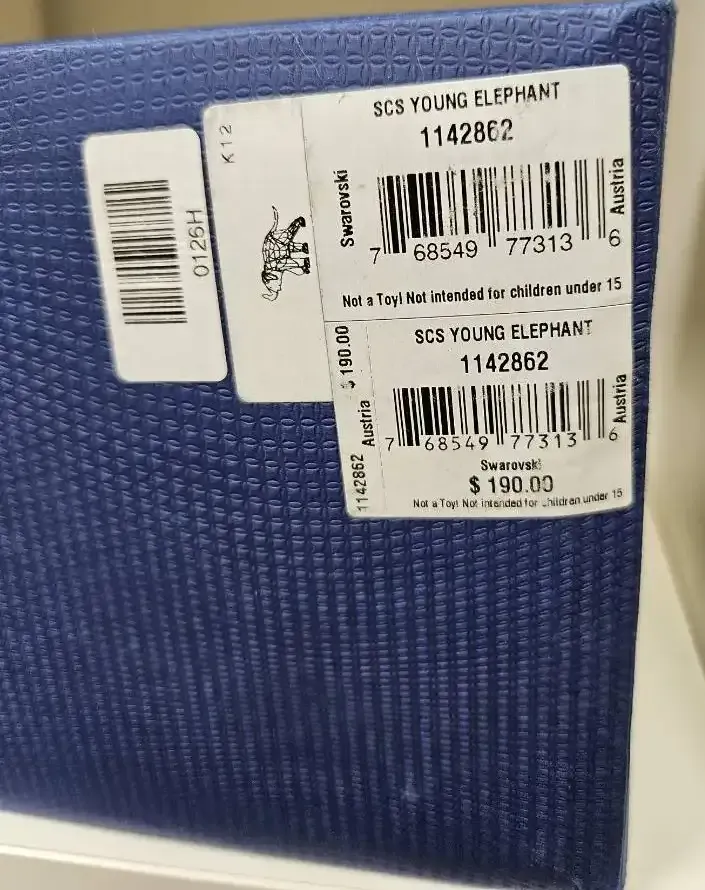 0126H
K12
SCS YOUNG ELEPHANT
1142862
Swarovski
Austria
7 68549 77313 6
Not a Toy! Not intended for children under 15
$ 190.00
1142862 Austria
SCS YOUNG ELEPHANT
1142862
Austria
7 68549 77313 6
Swarovski
$ 190.00
Not a Toy! Not intended for children under 15